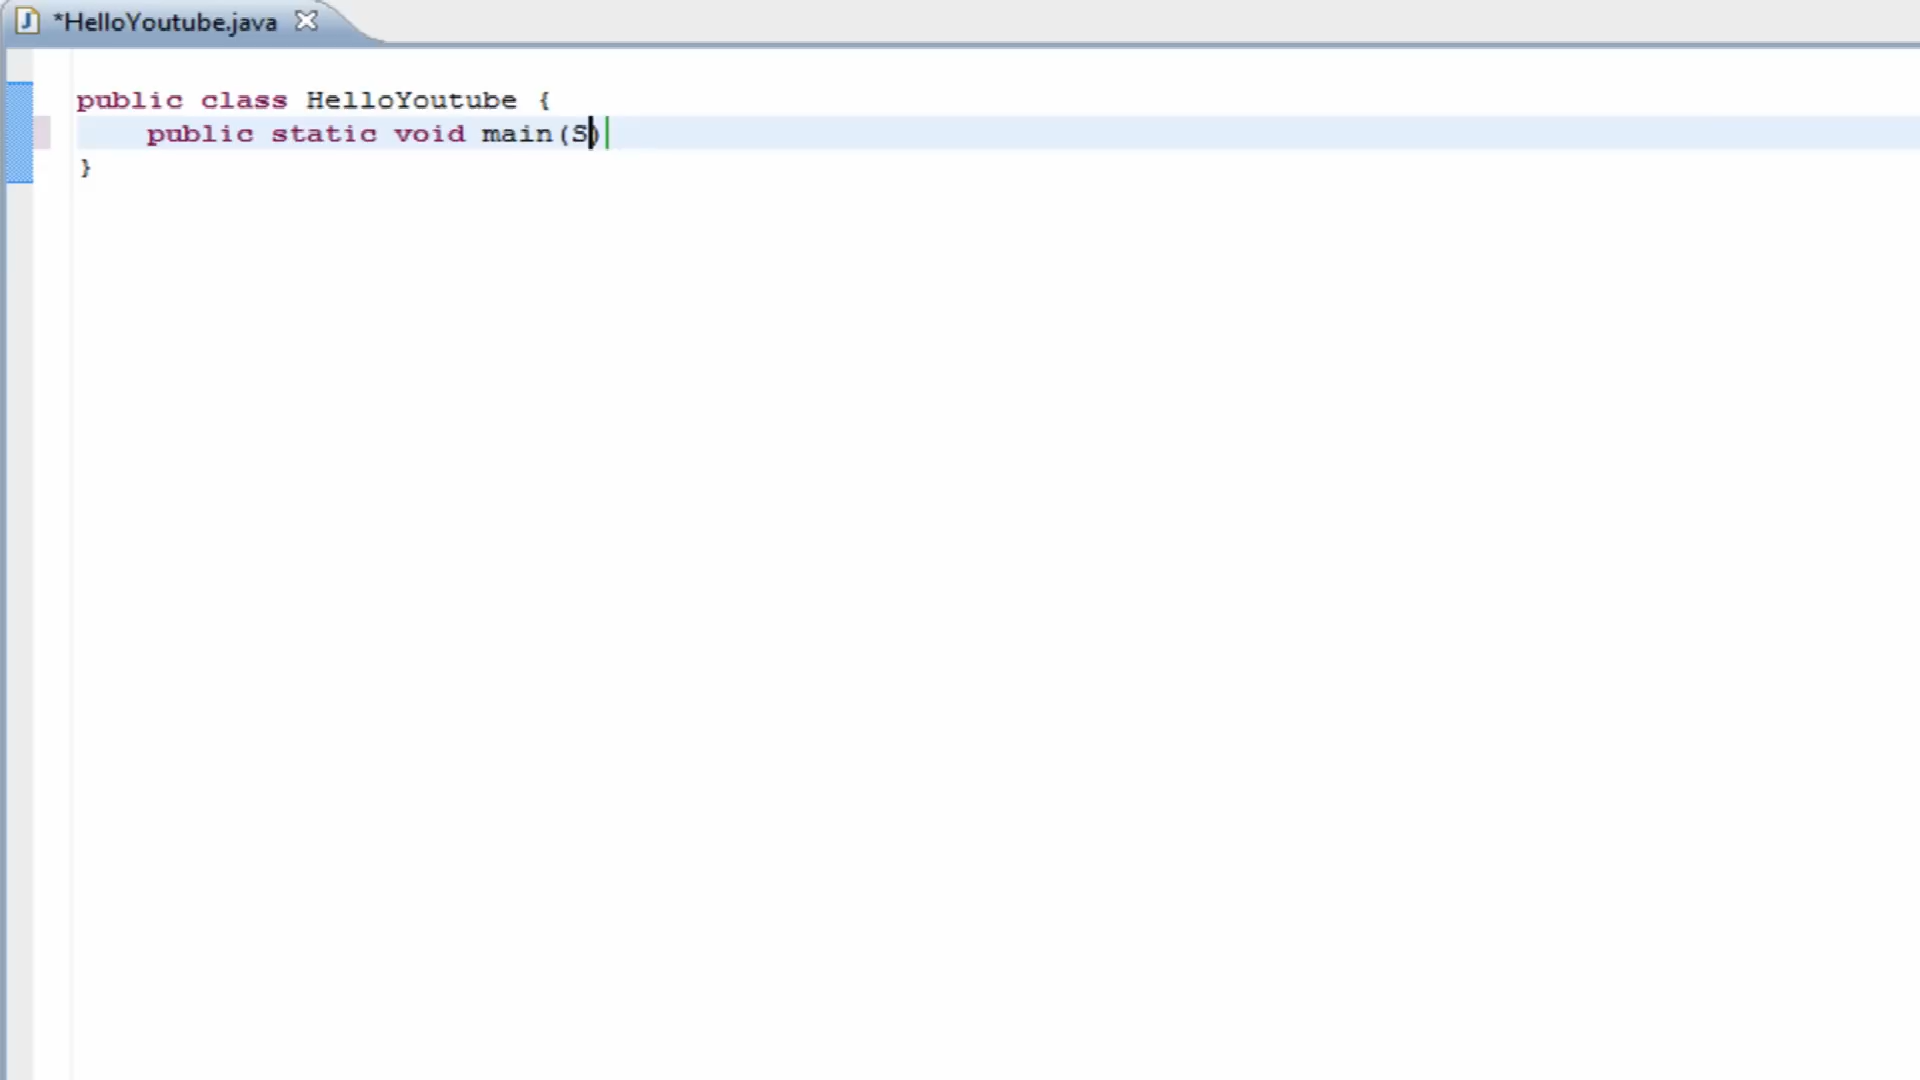 *HelloYoutube.java
public class HelloYoutube {
public static void main(S)
}